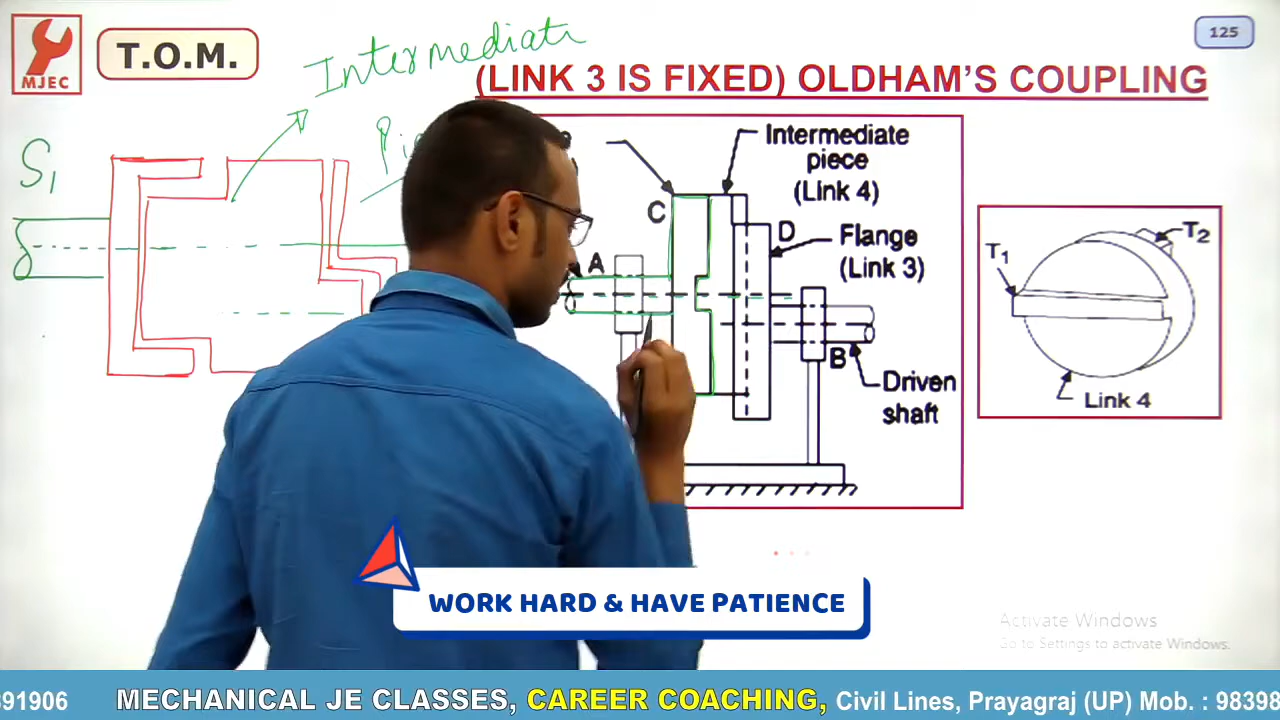 MJEC
T.O.M.
Intermediate
125
(LINK 3 IS FIXED) OLDHAM'S COUPLING
S1
Intermediate
piece
(Link 4)
C
D
Flange
(Link 3)
A
B
Driven
shaft
T1
T2
Link 4
WORK HARD & HAVE PATIENCE
Activate Windows
Go to Settings to activate Windows.
391906 MECHANICAL JE CLASSES, CAREER COACHING, Civil Lines, Prayagraj (UP) Mob. : 98398